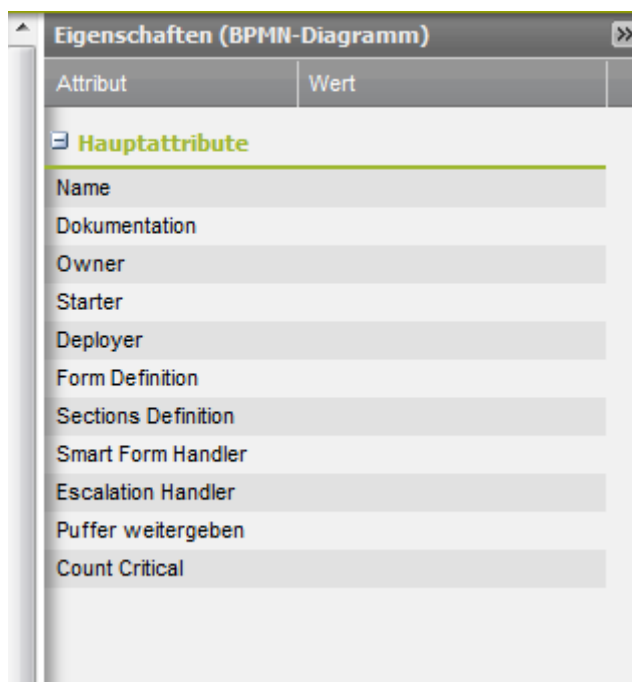 Eigenschaften (BPMN-Diagramm)
Attribut Wert
Hauptattribute
Name
Dokumentation
Owner
Starter
Deployer
Form Definition
Sections Definition
Smart Form Handler
Escalation Handler
Puffer weitergeben
Count Critical